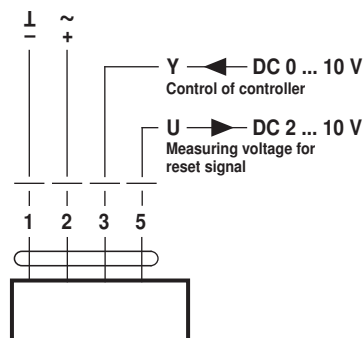 ⊥ ~
− +
Y DC 0 ... 10 V
Control of controller
U DC 2 ... 10 V
Measuring voltage for
reset signal
1 2 3 5